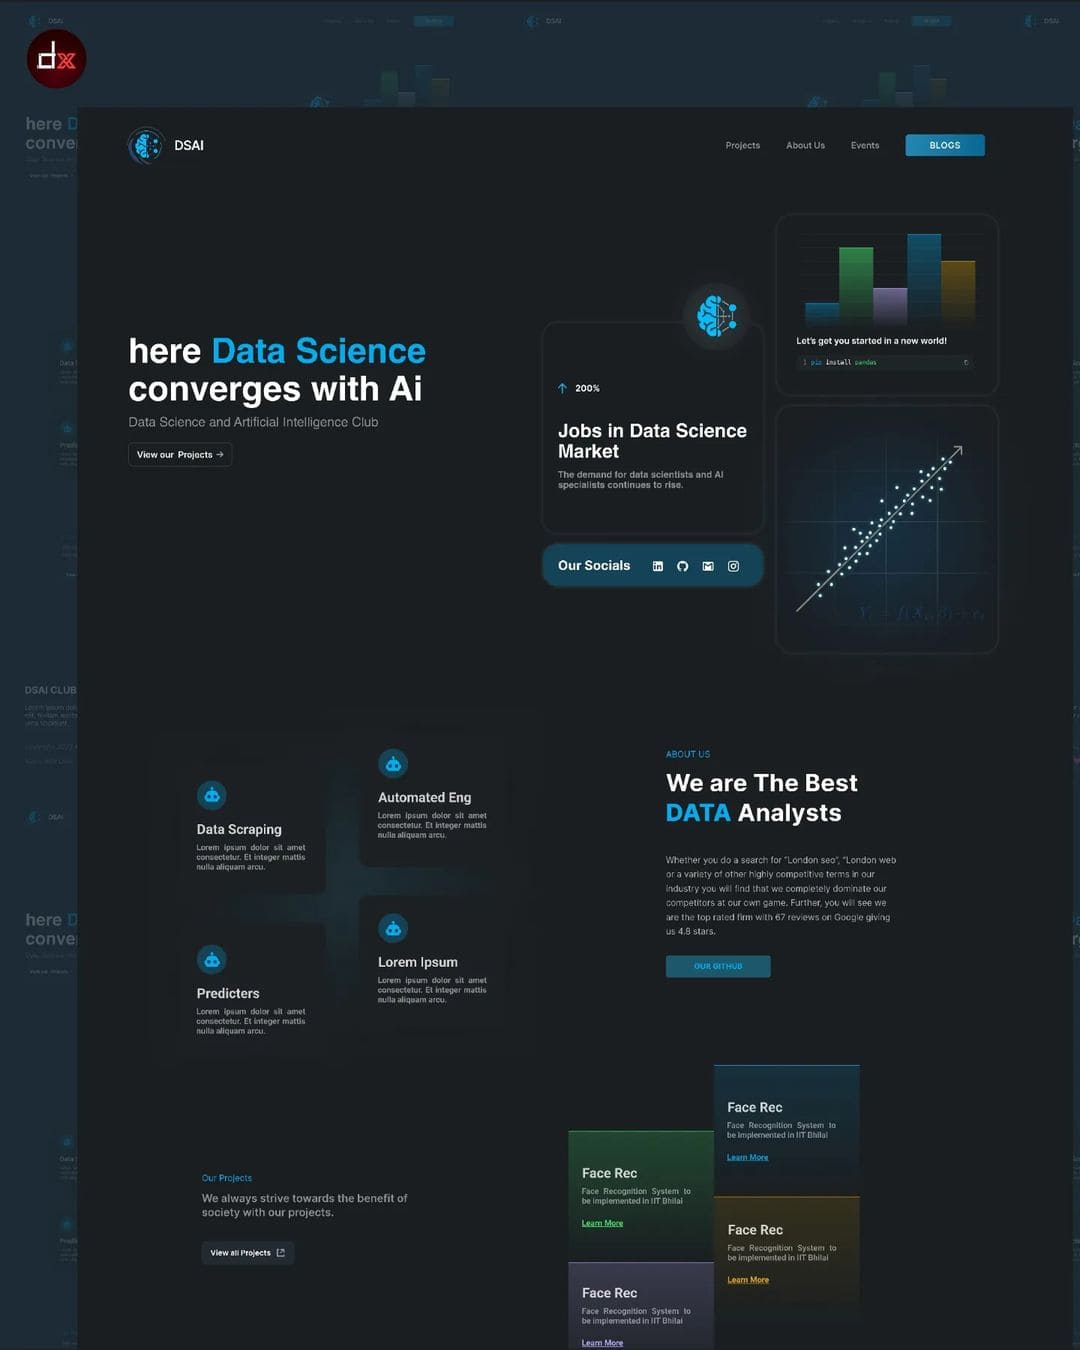 DSAI
DSAI
DSAI
dx
here D
conve
DSAI
Projects
About Us
Events
BLOGS
here Data Science
converges with Ai
Data Science and Artificial Intelligence Club
View our Projects →
200%
Jobs in Data Science
Market
The demand for data scientists and AI
specialists continues to rise.
Our Socials
Let's get you started in a new world!
1 pip install pandas
Yᵢ = f(Xᵢ, β) + eᵢ
DSAI CLUB
DSAI
here D
conve
Data Scraping
Lorem ipsum dolor sit amet
consectetur. Et integer mattis
nulla aliquam arcu.
Automated Eng
Lorem ipsum dolor sit amet
consectetur. Et integer mattis
nulla aliquam arcu.
Predicters
Lorem ipsum dolor sit amet
consectetur. Et integer mattis
nulla aliquam arcu.
Lorem Ipsum
Lorem ipsum dolor sit amet
consectetur. Et integer mattis
nulla aliquam arcu.
ABOUT US
We are The Best
DATA Analysts
Whether you do a search for "London seo", "London web
or a variety of other highly competitive terms in our
industry you will find that we completely dominate our
competitors at our own game. Further, you will see we
are the top rated firm with 67 reviews on Google giving
us 4.8 stars.
OUR GITHUB
Our Projects
We always strive towards the benefit of
society with our projects.
View all Projects
Face Rec
Face Recognition System to
be implemented in IIT Bhilai
Learn More
Face Rec
Face Recognition System to
be implemented in IIT Bhilai
Learn More
Face Rec
Face Recognition System to
be implemented in IIT Bhilai
Learn More
Face Rec
Face Recognition System to
be implemented in IIT Bhilai
Learn More